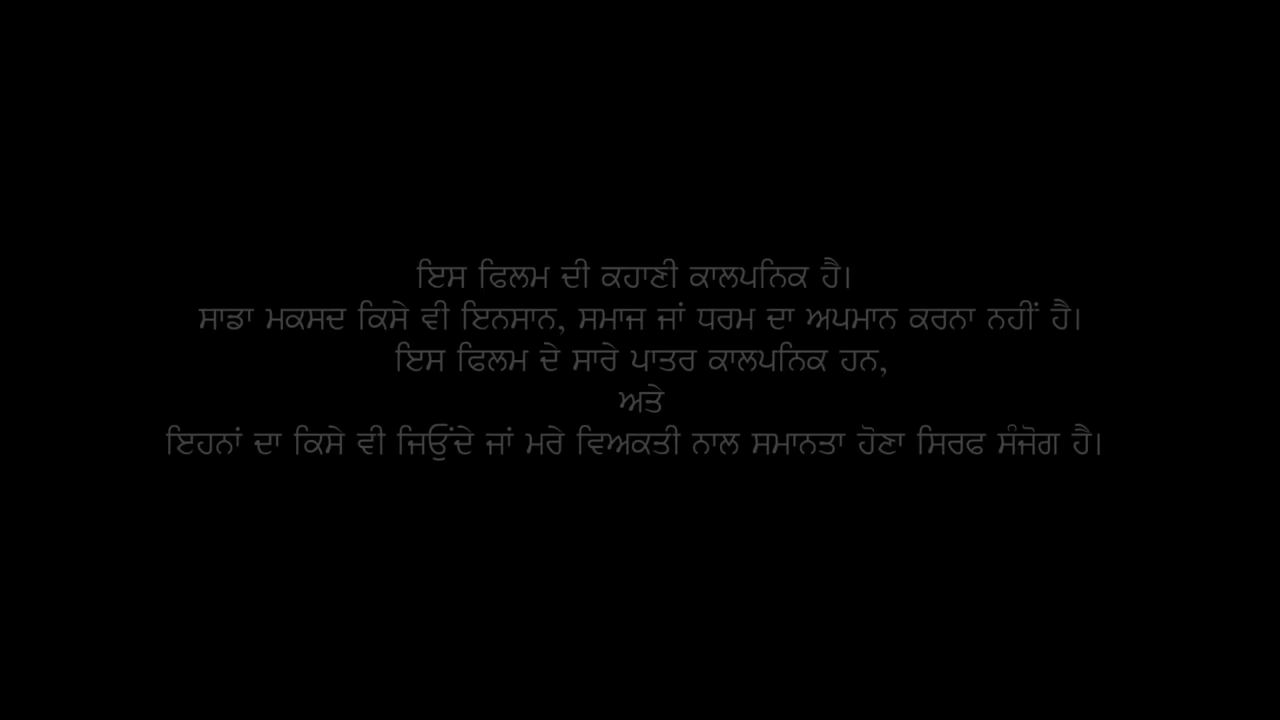 ਇਸ ਫਿਲਮ ਦੀ ਕਹਾਣੀ ਕਾਲਪਨਿਕ ਹੈ।
ਸਾਡਾ ਮਕਸਦ ਕਿਸੇ ਵੀ ਇਨਸਾਨ, ਸਮਾਜ ਜਾਂ ਧਰਮ ਦਾ ਅਪਮਾਨ ਕਰਨਾ ਨਹੀਂ ਹੈ।
ਇਸ ਫਿਲਮ ਦੇ ਸਾਰੇ ਪਾਤਰ ਕਾਲਪਨਿਕ ਹਨ,
ਅਤੇ
ਇਹਨਾਂ ਦਾ ਕਿਸੇ ਵੀ ਜਿਉਂਦੇ ਜਾਂ ਮਰੇ ਵਿਅਕਤੀ ਨਾਲ ਸਮਾਨਤਾ ਹੋਣਾ ਸਿਰਫ ਸੰਜੋਗ ਹੈ।